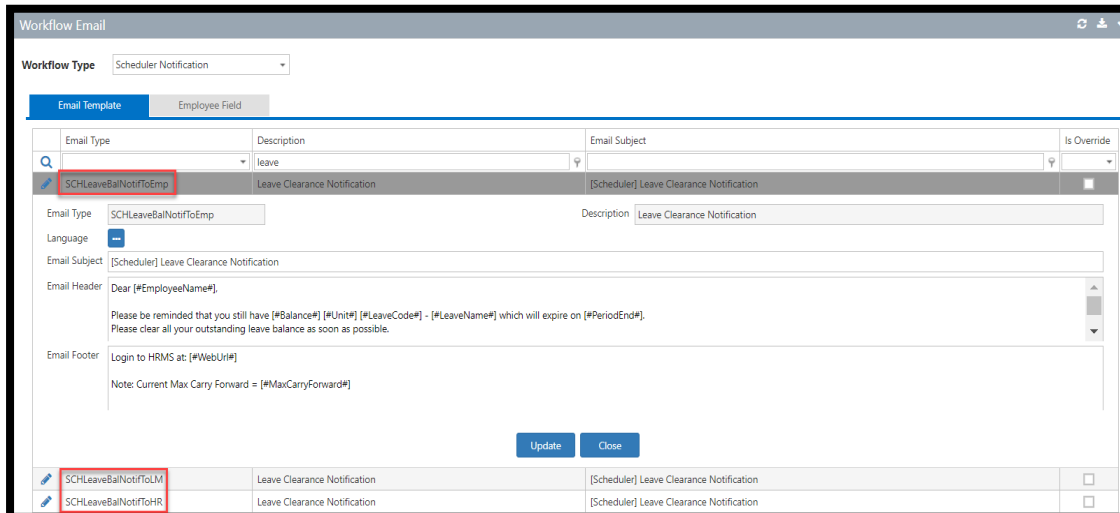 Workflow Email
Workflow Type Scheduler Notification
Email Template Employee Field
Email Type Description Email Subject Is Override
leave
SCHLeaveBalNotifToEmp Leave Clearance Notification [Scheduler] Leave Clearance Notification
Email Type SCHLeaveBalNotifToEmp Description Leave Clearance Notification
Language
Email Subject [Scheduler] Leave Clearance Notification
Email Header Dear [#EmployeeName#],
Please be reminded that you still have [#Balance#] [#Unit#] [#LeaveCode#] - [#LeaveName#] which will expire on [#PeriodEnd#].
Please clear all your outstanding leave balance as soon as possible.
Email Footer Login to HRMS at: [#WebUrl#]
Note: Current Max Carry Forward = [#MaxCarryForward#]
Update Close
SCHLeaveBalNotifToLM Leave Clearance Notification [Scheduler] Leave Clearance Notification
SCHLeaveBalNotifToHR Leave Clearance Notification [Scheduler] Leave Clearance Notification